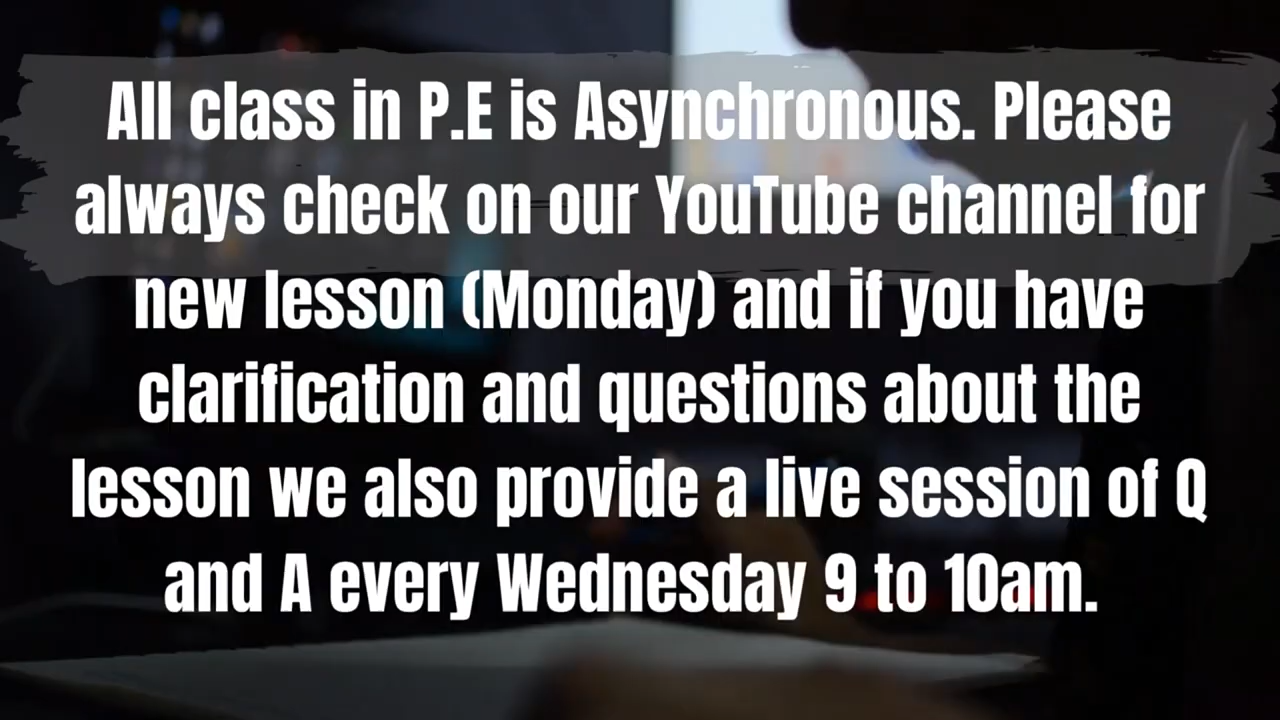 All class in P.E is Asynchronous. Please
always check on our YouTube channel for
new lesson (Monday) and if you have
clarification and questions about the
lesson we also provide a live session of Q
and A every Wednesday 9 to 10am.